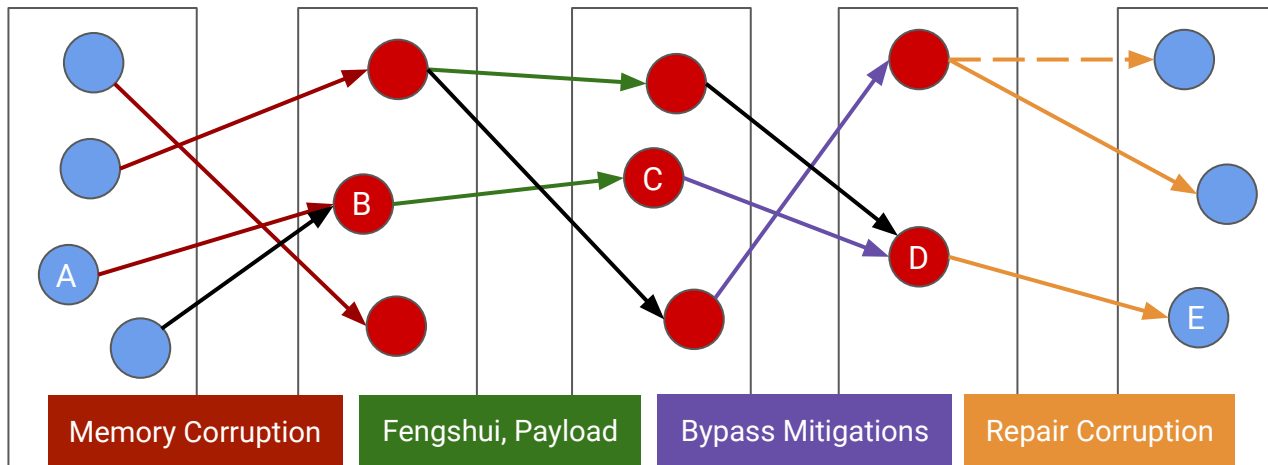 B
C
D
A
E
Memory Corruption
Fengshui, Payload
Bypass Mitigations
Repair Corruption